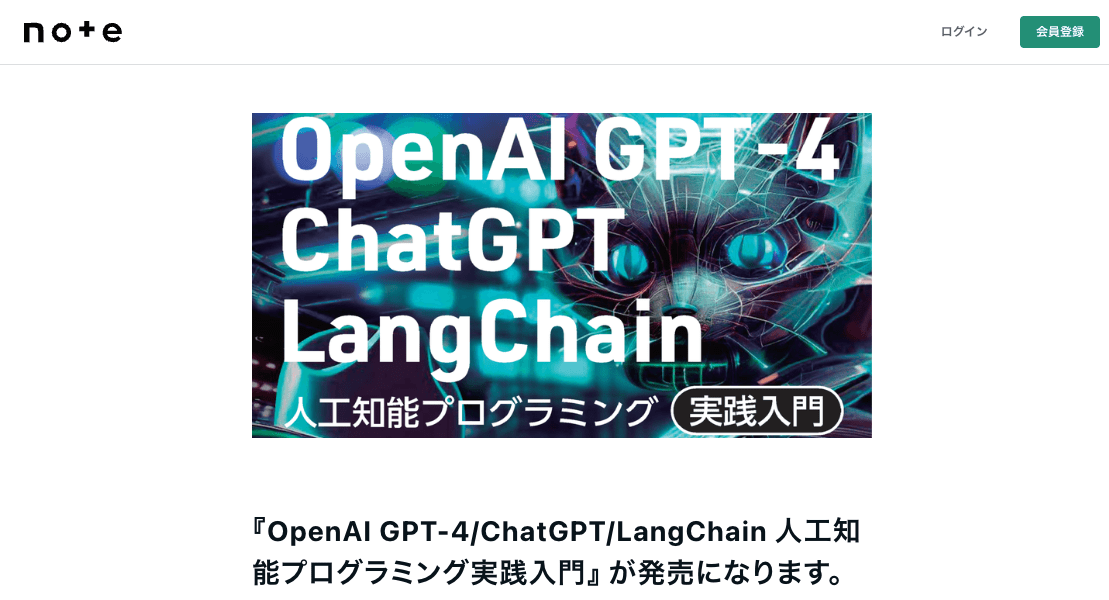 note
ログイン
会員登録
OpenAI GPT-4
ChatGPT
LangChain
人工知能プログラミング 実践入門
『OpenAI GPT-4/ChatGPT/LangChain 人工知
能プログラミング実践入門』が発売になります。